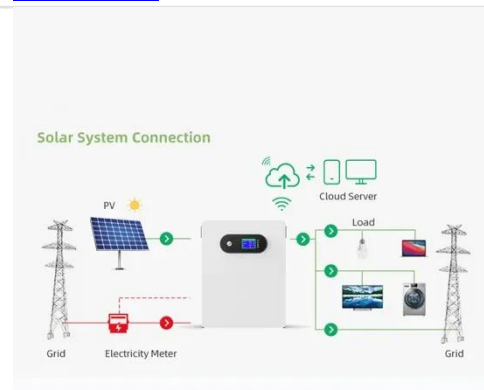 Solar System Connection
Cloud Server
PV
Load
Grid
Electricity Meter
Grid